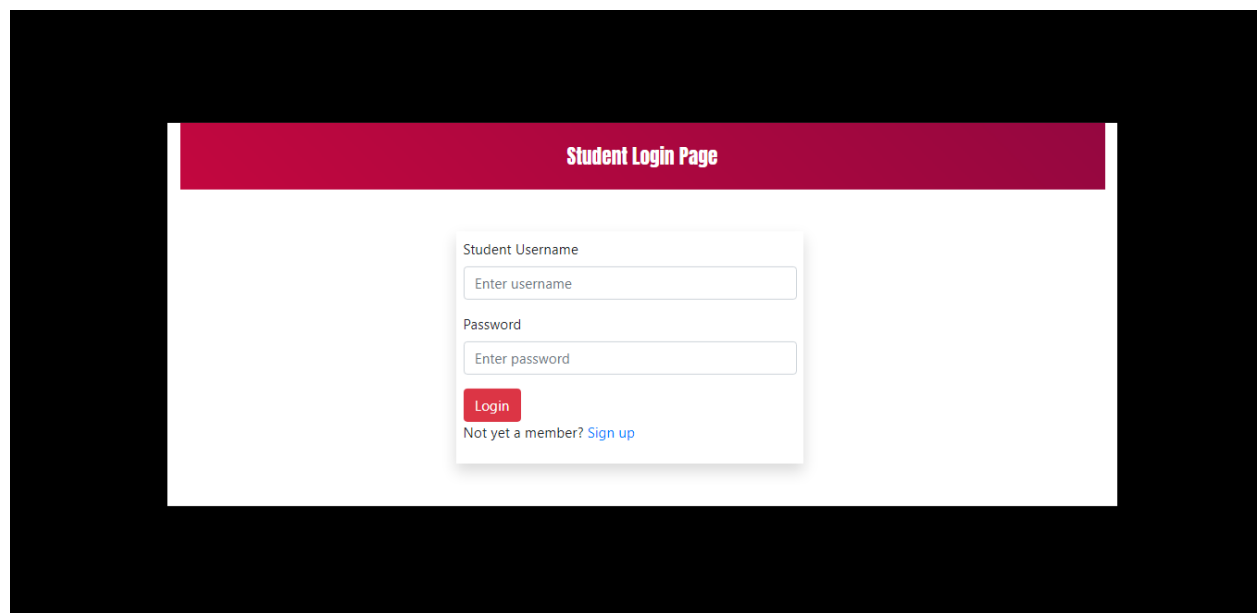 Student Login Page
Student Username
Enter username
Password
Enter password
Login
Not yet a member? Sign up